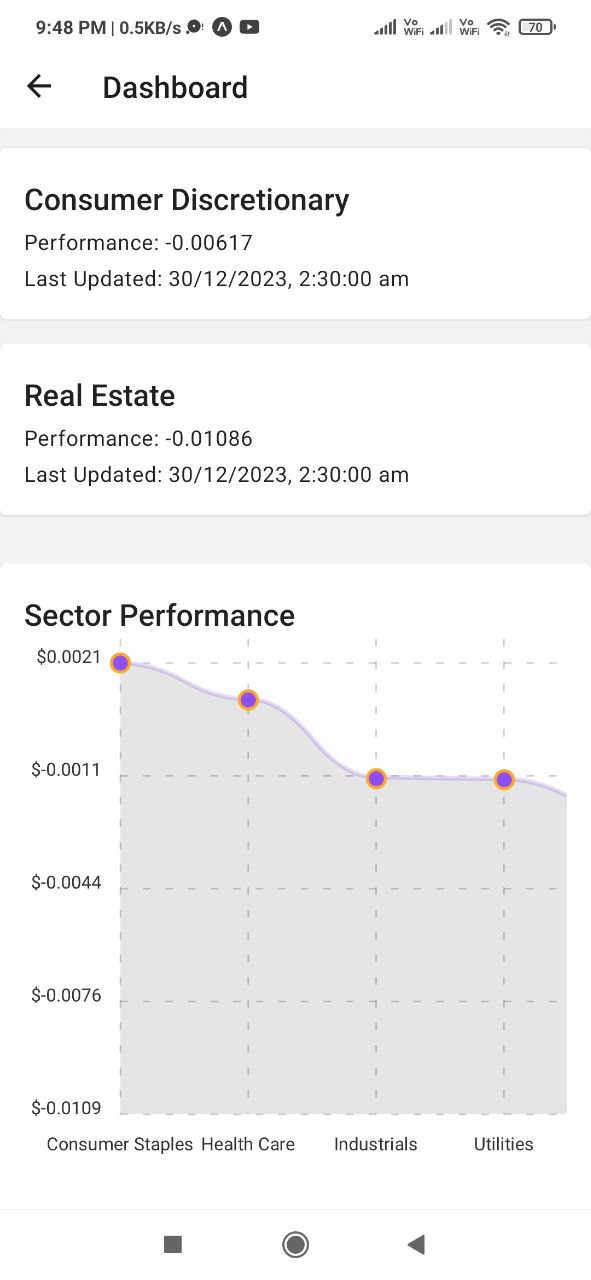 9:48 PM | 0.5KB/s
Vo
WiFi
Vo
WiFi
70
Dashboard
Consumer Discretionary
Performance: -0.00617
Last Updated: 30/12/2023, 2:30:00 am
Real Estate
Performance: -0.01086
Last Updated: 30/12/2023, 2:30:00 am
Sector Performance
$0.0021
$-0.0011
$-0.0044
$-0.0076
$-0.0109
Consumer Staples Health Care Industrials Utilities